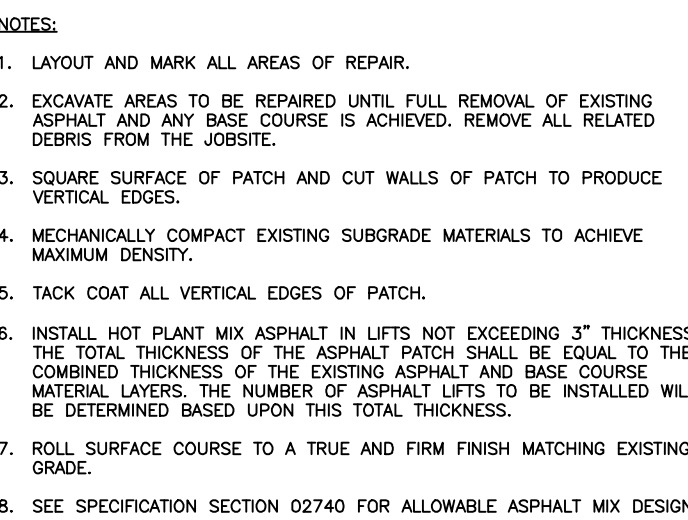 NOTES:
1. LAYOUT AND MARK ALL AREAS OF REPAIR.
2. EXCAVATE AREAS TO BE REPAIRED UNTIL FULL REMOVAL OF EXISTING
ASPHALT AND ANY BASE COURSE IS ACHIEVED. REMOVE ALL RELATED
DEBRIS FROM THE JOBSITE.
3. SQUARE SURFACE OF PATCH AND CUT WALLS OF PATCH TO PRODUCE
VERTICAL EDGES.
4. MECHANICALLY COMPACT EXISTING SUBGRADE MATERIALS TO ACHIEVE
MAXIMUM DENSITY.
5. TACK COAT ALL VERTICAL EDGES OF PATCH.
6. INSTALL HOT PLANT MIX ASPHALT IN LIFTS NOT EXCEEDING 3" THICKNESS
THE TOTAL THICKNESS OF THE ASPHALT PATCH SHALL BE EQUAL TO THE
COMBINED THICKNESS OF THE EXISTING ASPHALT AND BASE COURSE
MATERIAL LAYERS. THE NUMBER OF ASPHALT LIFTS TO BE INSTALLED WIL
BE DETERMINED BASED UPON THIS TOTAL THICKNESS.
7. ROLL SURFACE COURSE TO A TRUE AND FIRM FINISH MATCHING EXISTING
GRADE.
8. SEE SPECIFICATION SECTION 02740 FOR ALLOWABLE ASPHALT MIX DESIGN